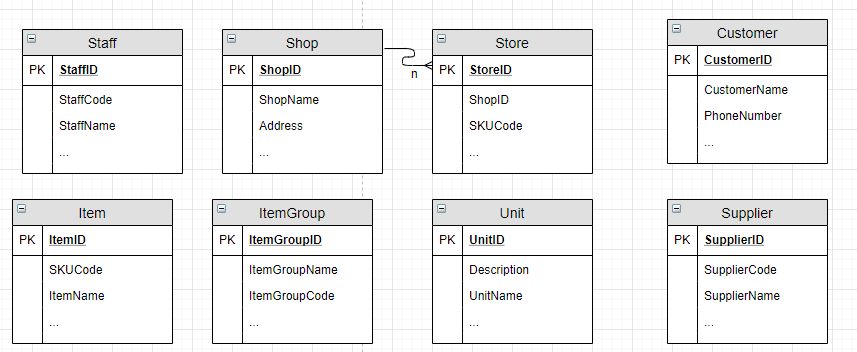 Staff
PK StaffID
StaffCode
StaffName
...
Shop
PK ShopID
ShopName
Address
...
n
Store
PK StoreID
ShopID
SKUCode
...
Customer
PK CustomerID
CustomerName
PhoneNumber
...
Item
PK ItemID
SKUCode
ItemName
...
ItemGroup
PK ItemGroupID
ItemGroupName
ItemGroupCode
...
Unit
PK UnitID
Description
UnitName
...
Supplier
PK SupplierID
SupplierCode
SupplierName
...